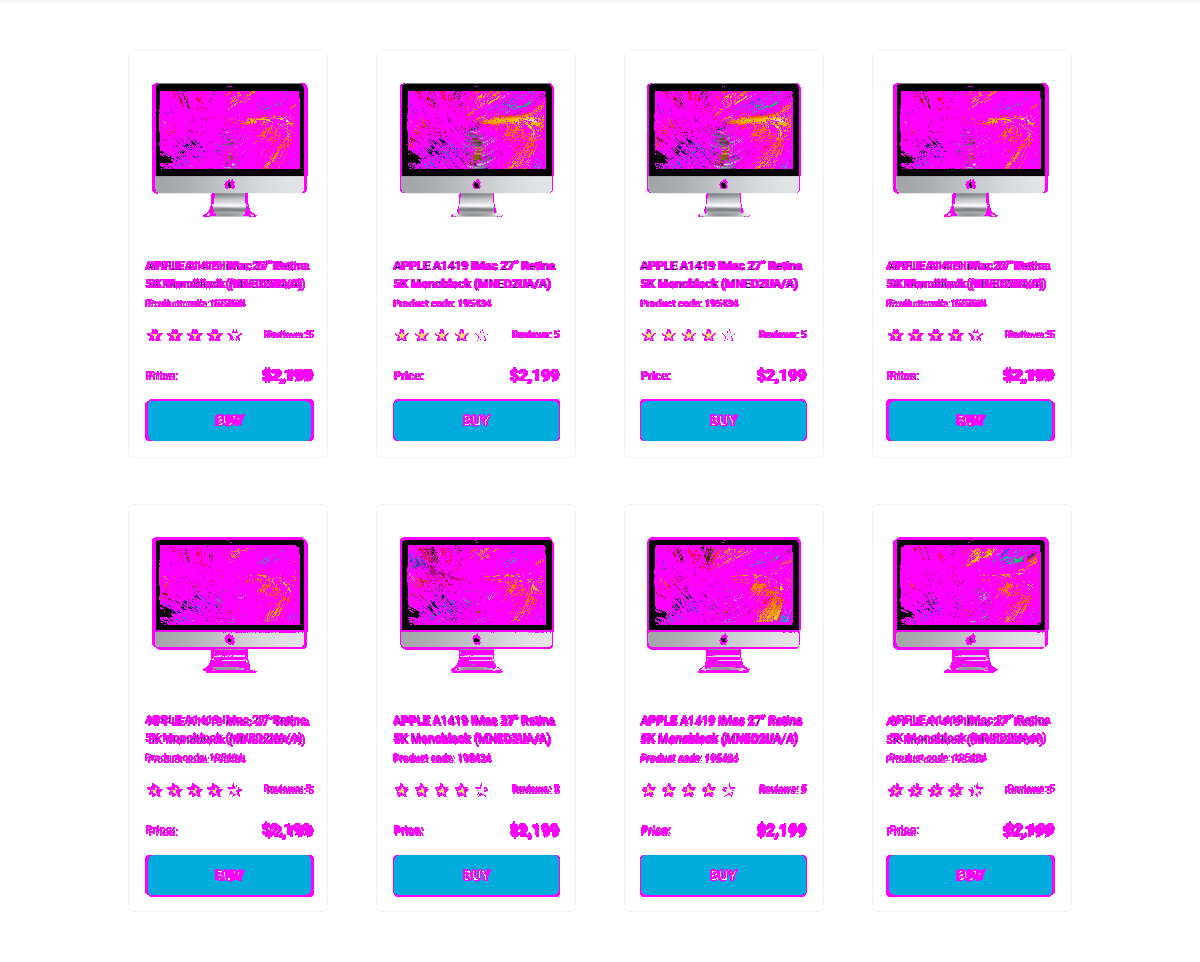 APPLE A1419 iMac 27" Retina
5K Monoblock (MNED2UA/A)
Product code: 195434
Reviews: 5
Price:
$2,199
BUY
APPLE A1419 iMac 27" Retina
5K Monoblock (MNED2UA/A)
Product code: 195434
Reviews: 5
Price:
$2,199
BUY
APPLE A1419 iMac 27" Retina
5K Monoblock (MNED2UA/A)
Product code: 195434
Reviews: 5
Price:
$2,199
BUY
APPLE A1419 iMac 27" Retina
5K Monoblock (MNED2UA/A)
Product code: 195434
Reviews: 5
Price:
$2,199
BUY
APPLE A1419 iMac 27" Retina
5K Monoblock (MNED2UA/A)
Product code: 195434
Reviews: 5
Price:
$2,199
BUY
APPLE A1419 iMac 27" Retina
5K Monoblock (MNED2UA/A)
Product code: 195434
Reviews: 5
Price:
$2,199
BUY
APPLE A1419 iMac 27" Retina
5K Monoblock (MNED2UA/A)
Product code: 195434
Reviews: 5
Price:
$2,199
BUY
APPLE A1419 iMac 27" Retina
5K Monoblock (MNED2UA/A)
Product code: 195434
Reviews: 5
Price:
$2,199
BUY